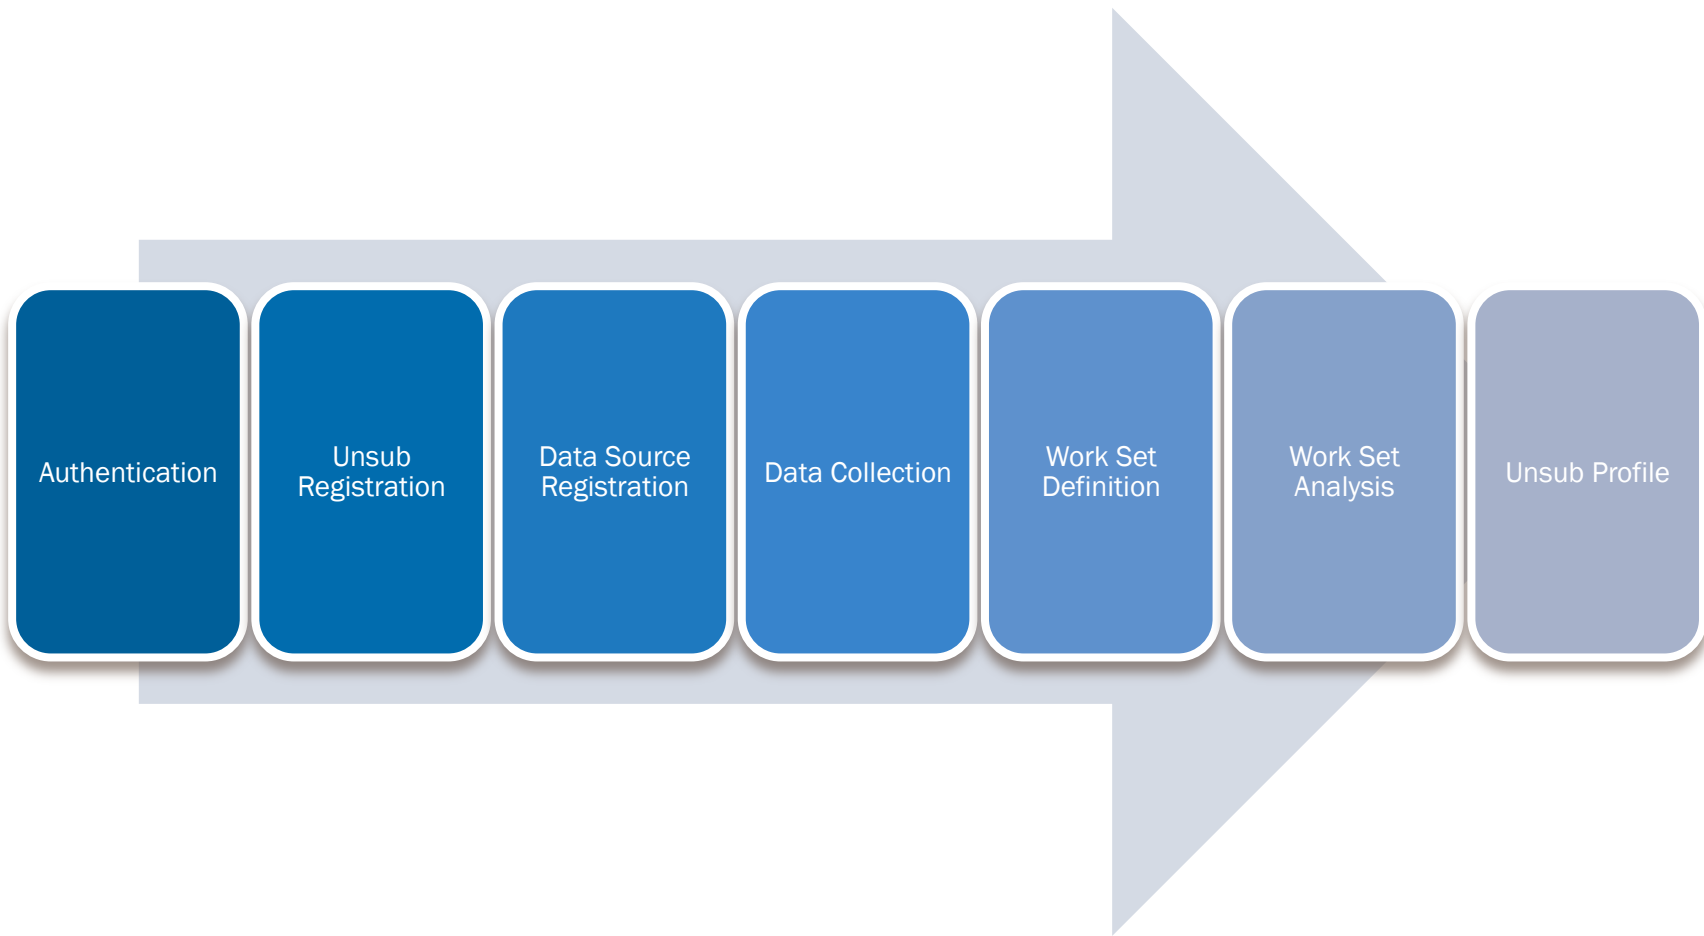 Authentication
Unsub
Registration
Data Source
Registration
Data Collection
Work Set
Definition
Work Set
Analysis
Unsub Profile